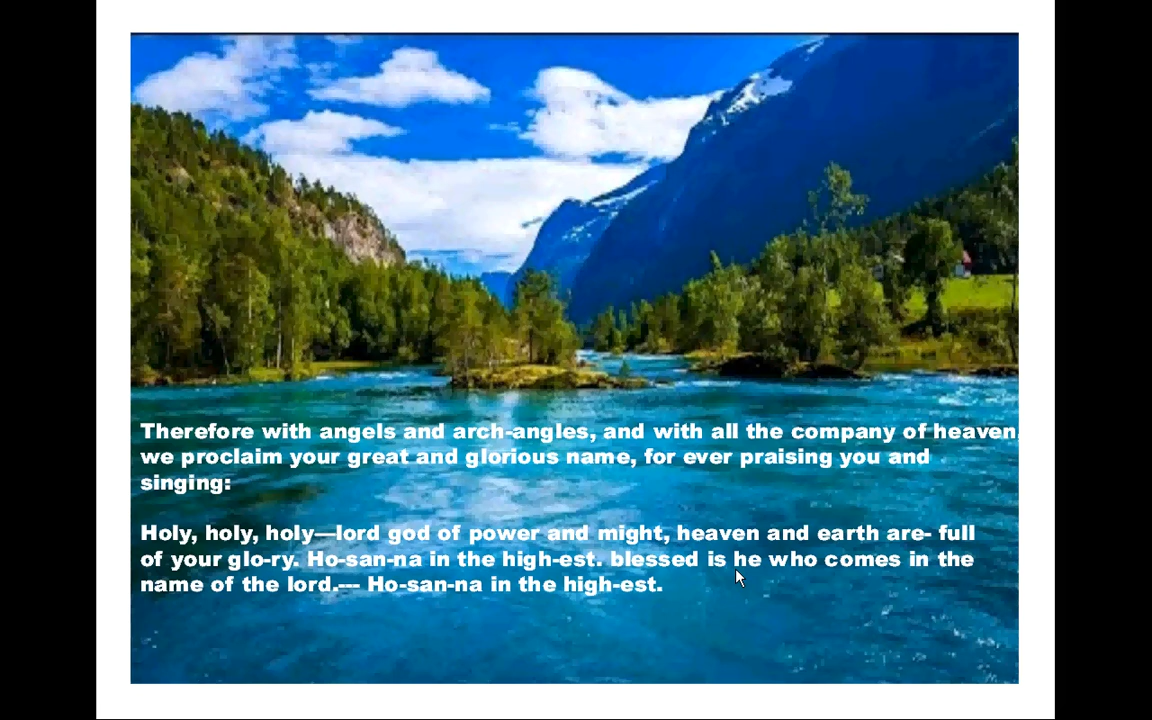 Therefore with angels and arch-angles, and with all the company of heaven,
we proclaim your great and glorious name, for ever praising you and
singing:
Holy, holy, holy—lord god of power and might, heaven and earth are- full
of your glo-ry. Ho-san-na in the high-est. blessed is he who comes in the
name of the lord.--- Ho-san-na in the high-est.